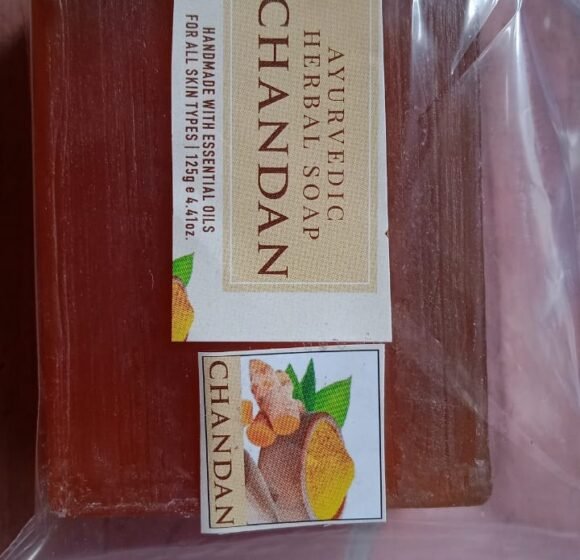 AYURVEDIC
HERBAL SOAP
CHANDAN
HANDMADE WITH ESSENTIAL OILS
FOR ALL SKIN TYPES | 125g e 4.41oz.
CHANDAN